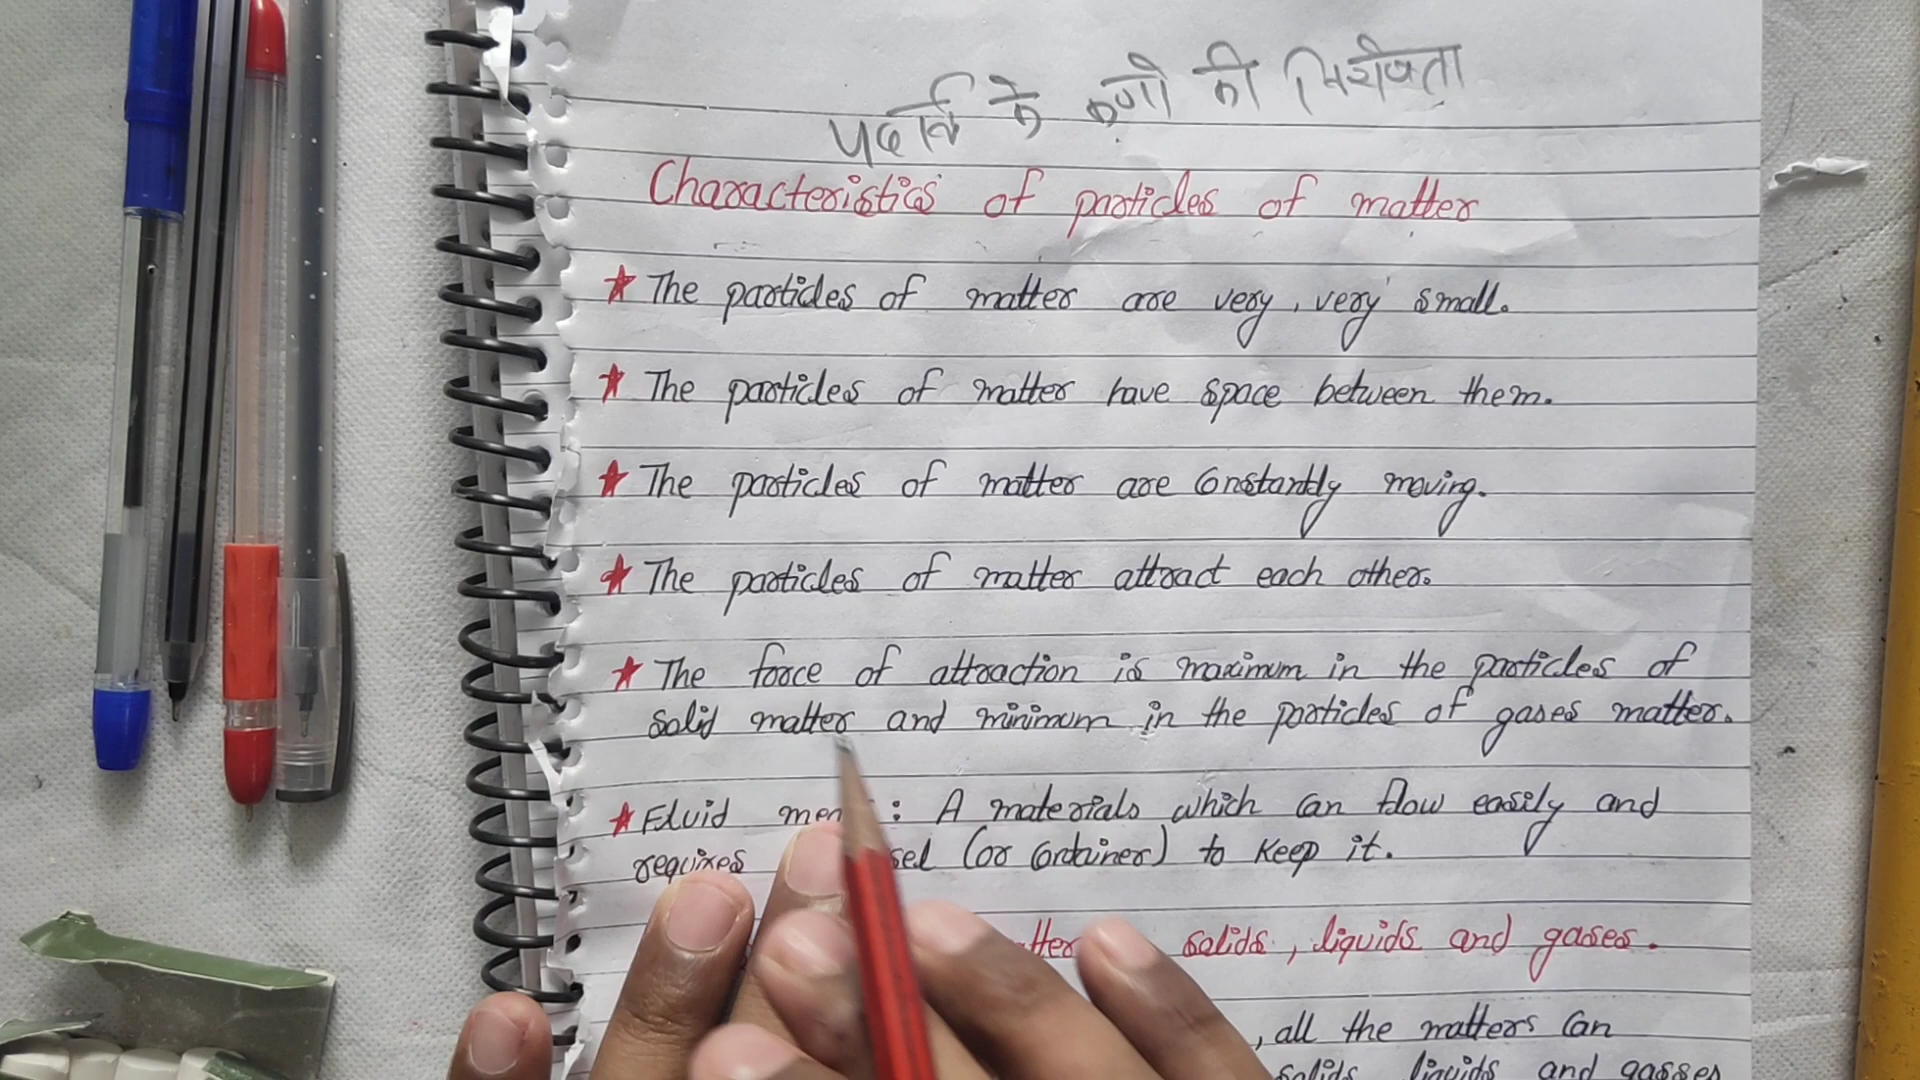 पदार्थ के कणो की विशेषता
Characteristics of particles of matter
★ The particles of matter are very, very small.
★ The particles of matter have space between them.
★ The particles of matter are Constantly moving.
★ The particles of matter attract each other.
★ The force of attraction is maximum in the particles of
solid matter and minimum in the particles of gases matter.
★ Fluid : A materials which can flow easily and
requires (or Container) to keep it.
solids, liquids and gases.
, all the matters Can
solids liquids and gasses